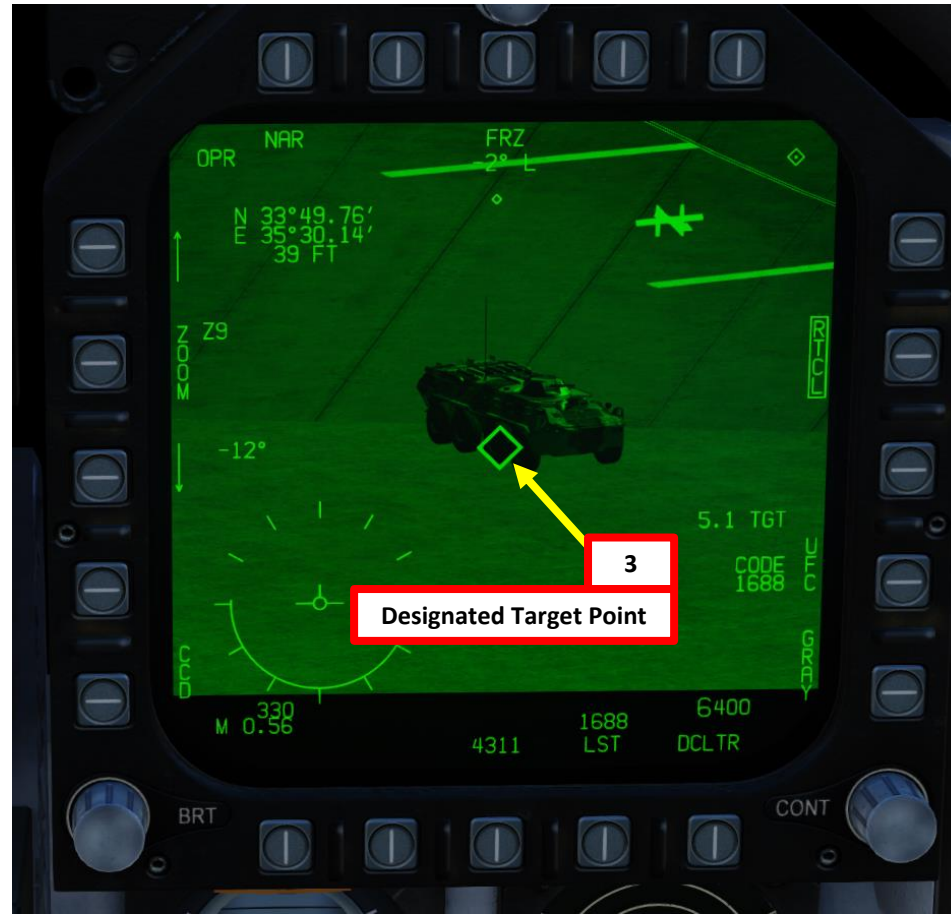 NAR
FRZ
OPR
-2° L
N 33°49.76'
E 35°30.14'
39 FT
ZOOM
Z9
RTCL
-12°
5.1 TGT
3
UFC
CODE
1688
Designated Target Point
CCD
GRAY
330
M 0.56
6400
1688
4311
LST
DCLTR
BRT
CONT